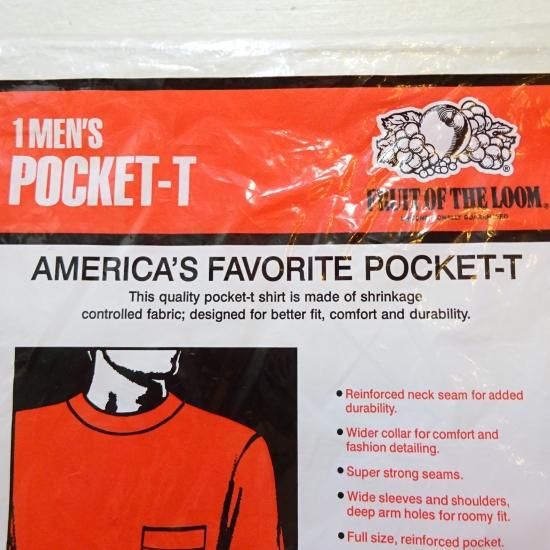 1 MEN'S
POCKET-T
®
FRUIT OF THE LOOM®
UNCONDITIONALLY GUARANTEED
AMERICA'S FAVORITE POCKET-T
This quality pocket-t shirt is made of shrinkage
controlled fabric; designed for better fit, comfort and durability.
• Reinforced neck seam for added
durability.
• Wider collar for comfort and
fashion detailing.
• Super strong seams.
• Wide sleeves and shoulders,
deep arm holes for roomy fit.
• Full size, reinforced pocket.